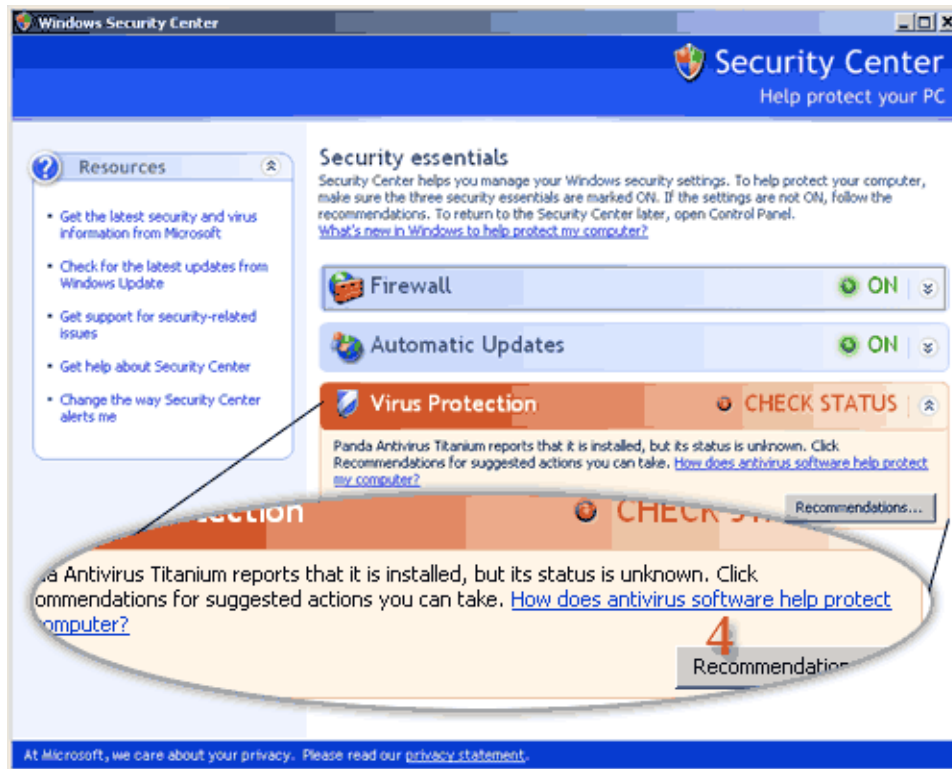 Windows Security Center
Security Center
Help protect your PC
Resources
• Get the latest security and virus
information from Microsoft
• Check for the latest updates from
Windows Update
• Get support for security-related
issues
• Get help about Security Center
• Change the way Security Center
alerts me
Security essentials
Security Center helps you manage your Windows security settings. To help protect your computer,
make sure the three security essentials are marked ON. If the settings are not ON, follow the
recommendations. To return to the Security Center later, open Control Panel.
What's new in Windows to help protect my computer?
Firewall ON
Automatic Updates ON
Virus Protection CHECK STATUS
Panda Antivirus Titanium reports that it is installed, but its status is unknown. Click
Recommendations for suggested actions you can take. How does antivirus software help protect
my computer?
Recommendations...
Antivirus Titanium reports that it is installed, but its status is unknown. Click
ommendations for suggested actions you can take. How does antivirus software help protect
computer?
4
Recommendation
At Microsoft, we care about your privacy. Please read our privacy statement.